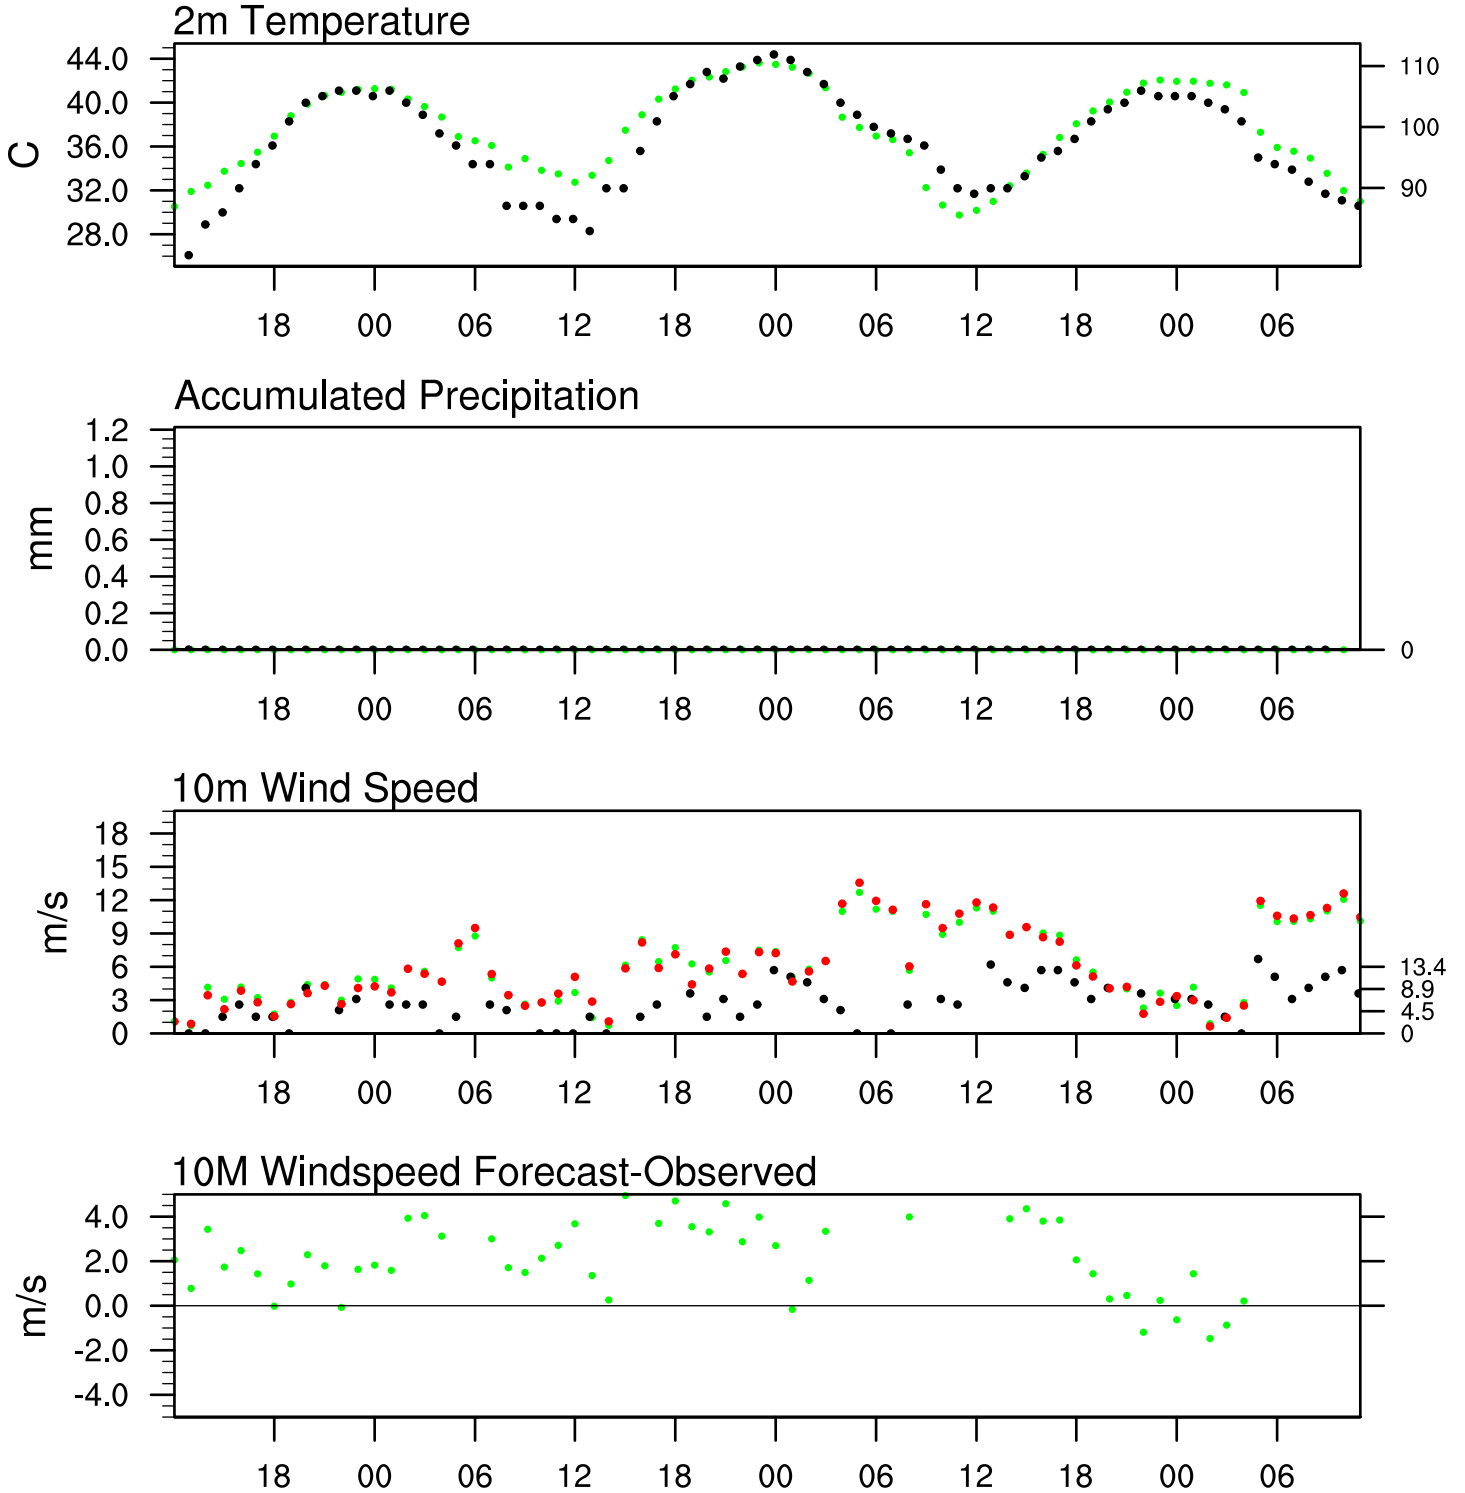 2m Temperature
44.0
40.0
36.0
32.0
28.0
C
110
100
90
18 00 06 12 18 00 06 12 18 00 06
Accumulated Precipitation
1.2
1.0
0.8
0.6
0.4
0.2
0.0
mm
0
18 00 06 12 18 00 06 12 18 00 06
10m Wind Speed
18
15
12
9
6
3
0
m/s
13.4
8.9
4.5
0
18 00 06 12 18 00 06 12 18 00 06
10M Windspeed Forecast-Observed
4.0
2.0
0.0
-2.0
-4.0
m/s
18 00 06 12 18 00 06 12 18 00 06